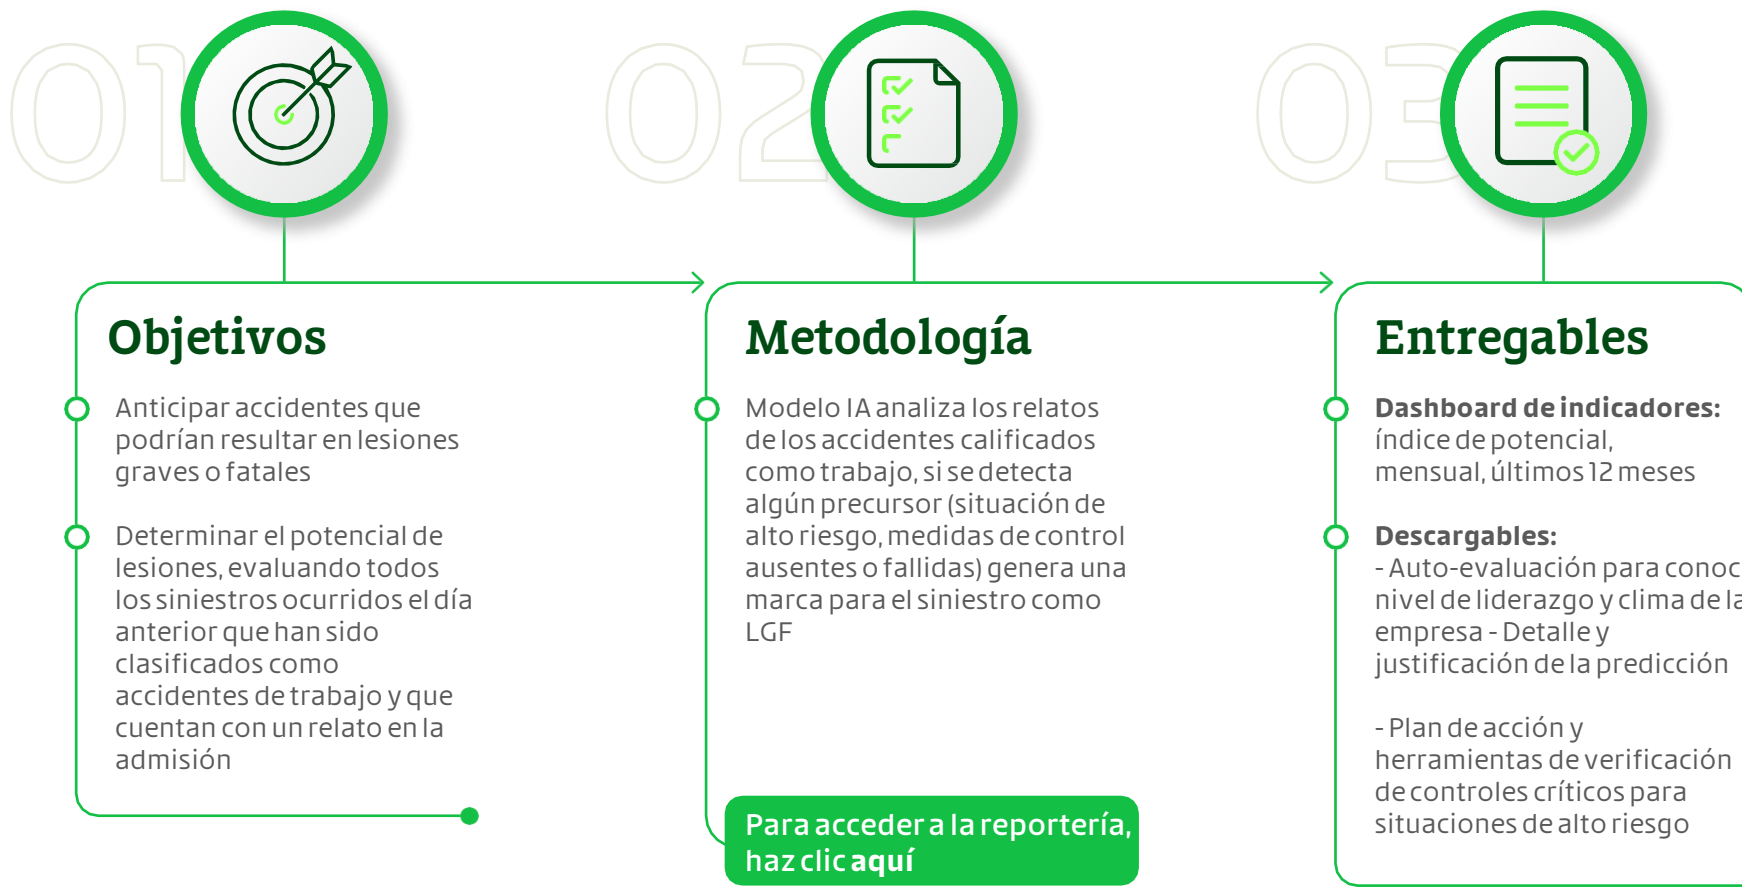 01
02
03
Objetivos
Anticipar accidentes que
podrían resultar en lesiones
graves o fatales
Determinar el potencial de
lesiones, evaluando todos
los siniestros ocurridos el día
anterior que han sido
clasificados como
accidentes de trabajo y que
cuentan con un relato en la
admisión
Metodología
Modelo IA analiza los relatos
de los accidentes calificados
como trabajo, si se detecta
algún precursor (situación de
alto riesgo, medidas de control
ausentes o fallidas) genera una
marca para el siniestro como
LGF
Para acceder a la reportería,
haz clic aquí
Entregables
Dashboard de indicadores:
índice de potencial,
mensual, últimos 12 meses
Descargables:
- Auto-evaluación para conoc
nivel de liderazgo y clima de la
empresa - Detalle y
justificación de la predicción
- Plan de acción y
herramientas de verificación
de controles críticos para
situaciones de alto riesgo